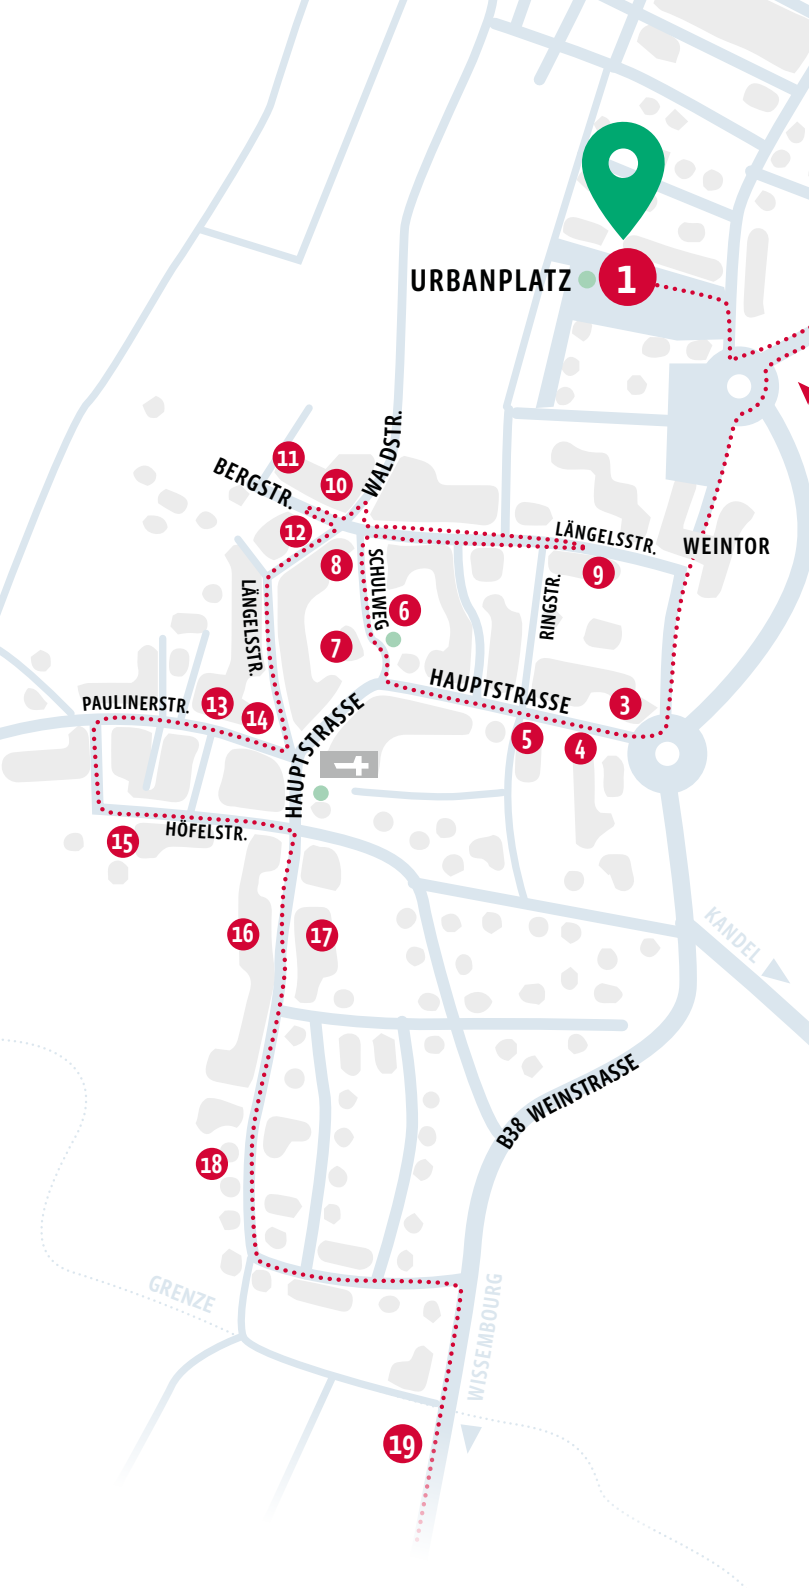 URBANPLATZ
1
WALDSTR.
11
BERGSTR.
10
12
LÄNGELSSTR.
WEINTOR
8
SCHULWEG
9
LÄNGELSSTR.
RINGSTR.
6
7
HAUPTSTRASSE
PAULINERSTR.
13
14
3
HAUPTSTRASSE
5
4
HÖFELSTR.
15
16
17
KANDEL
B38 WEINSTRASSE
18
GRENZE
WISSEMBOURG
19